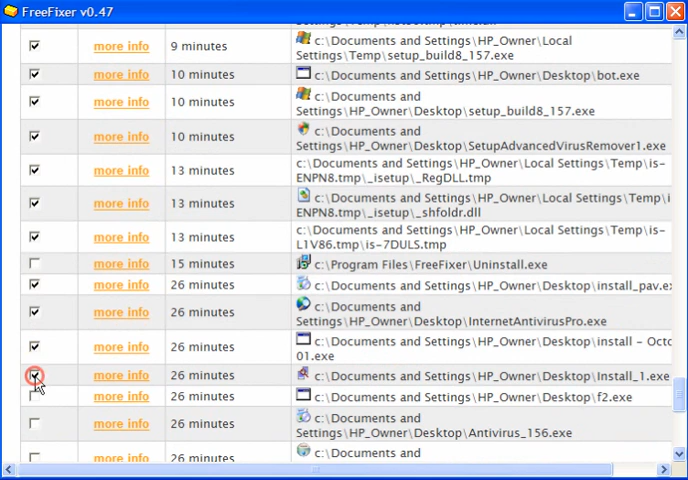 FreeFixer v0.47
more info 9 minutes c:\Documents and Settings\HP_Owner\Local
Settings\Temp\setup_build8_157.exe
more info 10 minutes c:\Documents and Settings\HP_Owner\Desktop\bot.exe
more info 10 minutes c:\Documents and
Settings\HP_Owner\Desktop\setup_build8_157.exe
more info 10 minutes c:\Documents and
Settings\HP_Owner\Desktop\SetupAdvancedVirusRemover1.exe
more info 13 minutes c:\Documents and Settings\HP_Owner\Local Settings\Temp\is-
ENPN8.tmp\_isetup\_RegDLL.tmp
more info 13 minutes c:\Documents and Settings\HP_Owner\Local Settings\Temp\i
ENPN8.tmp\_isetup\_shfoldr.dll
more info 13 minutes c:\Documents and Settings\HP_Owner\Local Settings\Temp\is-
L1V86.tmp\is-7DULS.tmp
more info 15 minutes c:\Program Files\FreeFixer\Uninstall.exe
more info 26 minutes c:\Documents and Settings\HP_Owner\Desktop\install_pav.ex
more info 26 minutes c:\Documents and
Settings\HP_Owner\Desktop\InternetAntivirusPro.exe
more info 26 minutes c:\Documents and Settings\HP_Owner\Desktop\install - Octo
01.exe
more info 26 minutes c:\Documents and Settings\HP_Owner\Desktop\Install_1.exe
more info 26 minutes c:\Documents and Settings\HP_Owner\Desktop\f2.exe
more info 26 minutes c:\Documents and
Settings\HP_Owner\Desktop\Antivirus_156.exe
more info 26 minutes c:\Documents and